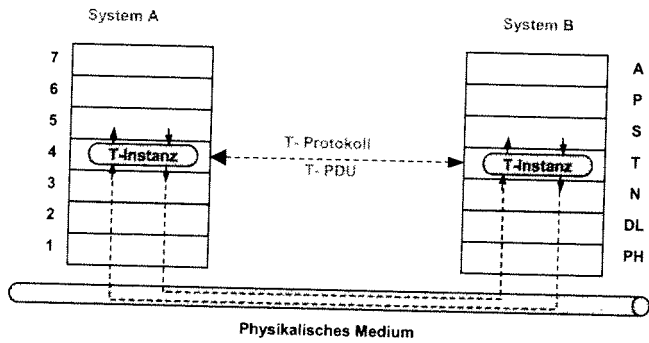 System A
System B
7
6
5
4
3
2
1
T-Instanz
T- Protokoll
T- PDU
T-Instanz
A
P
S
T
N
DL
PH
Physikalisches Medium